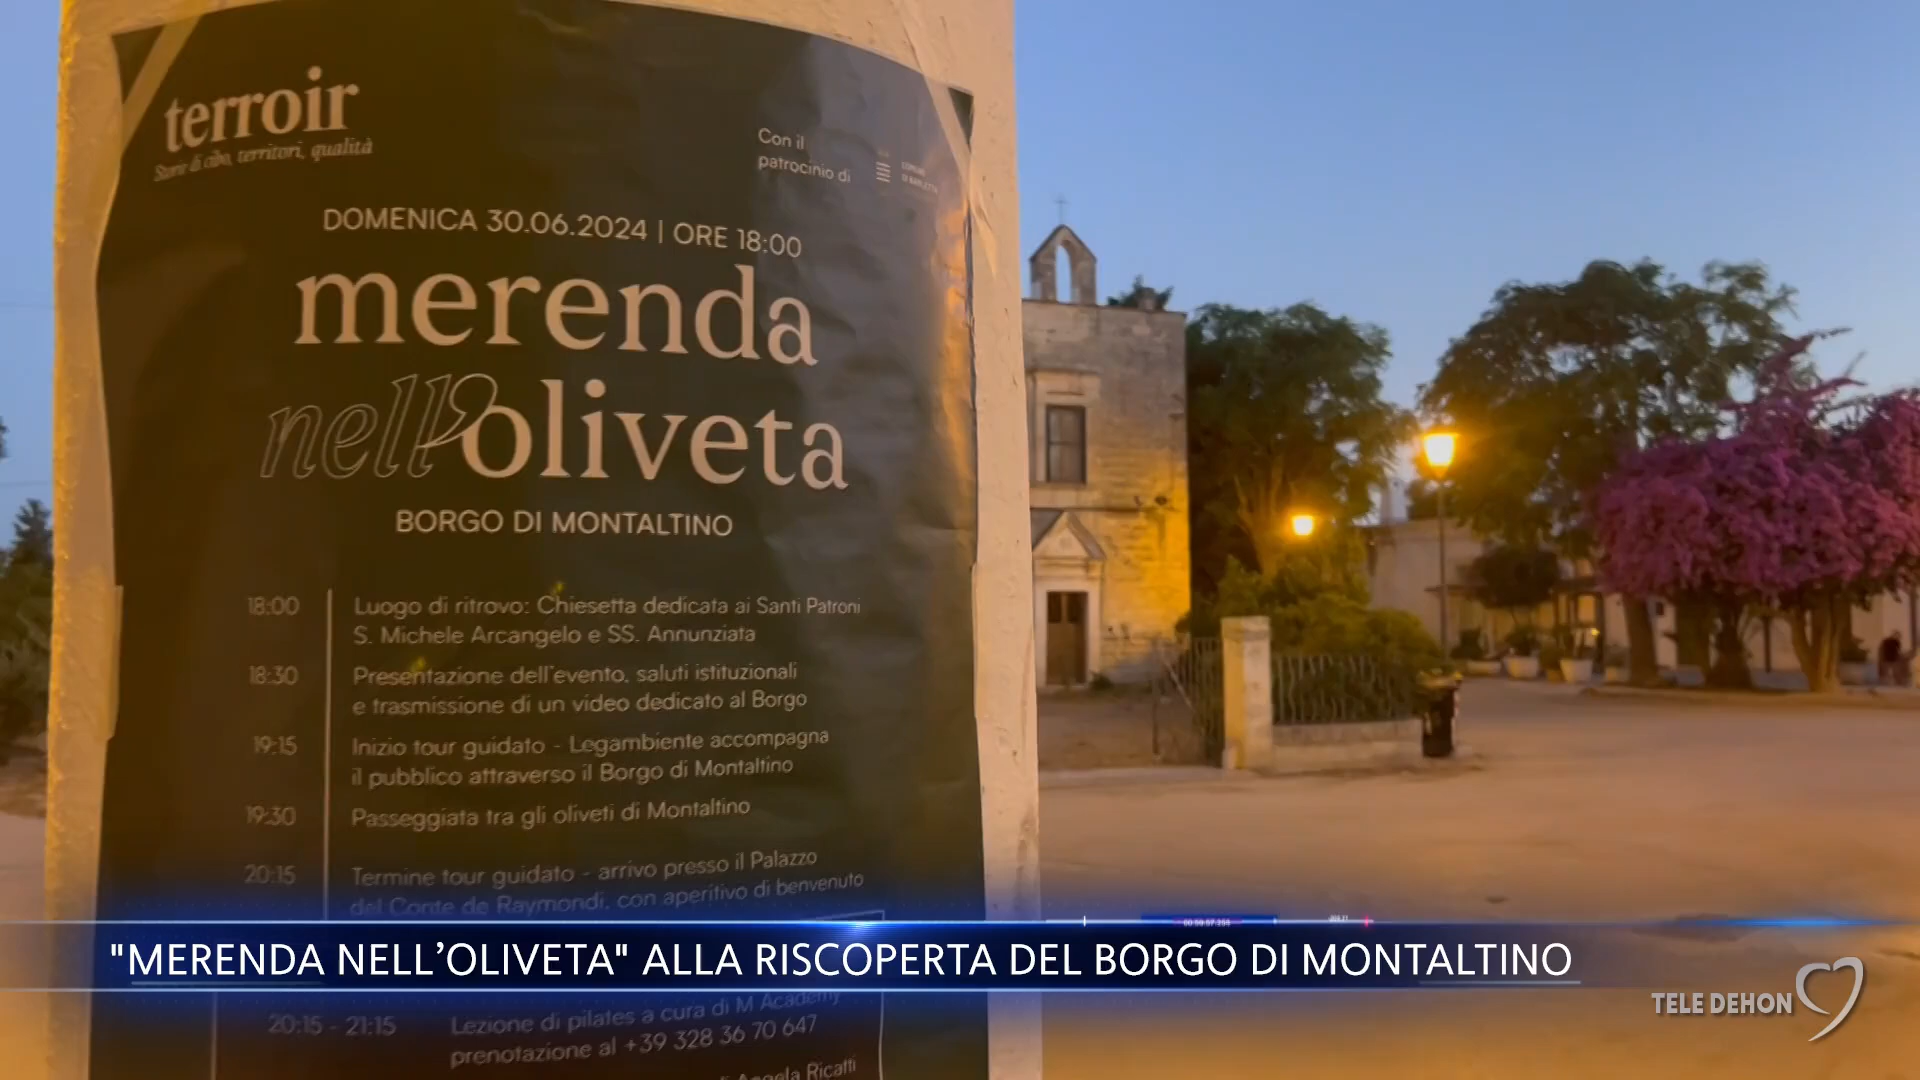 terroir
Storie di cibo, territori, qualità
Con il
patrocinio di
COMUNE
DI BARLETTA
DOMENICA 30.06.2024 | ORE 18:00
merenda
nell'oliveta
BORGO DI MONTALTINO
18:00 Luogo di ritrovo: Chiesetta dedicata ai Santi Patroni
S. Michele Arcangelo e SS. Annunziata
18:30 Presentazione dell'evento, saluti istituzionali
e trasmissione di un video dedicato al Borgo
19:15 Inizio tour guidato - Legambiente accompagna
il pubblico attraverso il Borgo di Montaltino
19:30 Passeggiata tra gli oliveti di Montaltino
20:15 Termine tour guidato - arrivo presso il Palazzo
del Conte de Raymondi, con aperitivo di benvenuto
"MERENDA NELL'OLIVETA" ALLA RISCOPERTA DEL BORGO DI MONTALTINO
TELE DEHON
20:15 - 21:15 Lezione di pilates a cura di M Academy
prenotazione al +39 328 36 70 647
Angela Ricatti